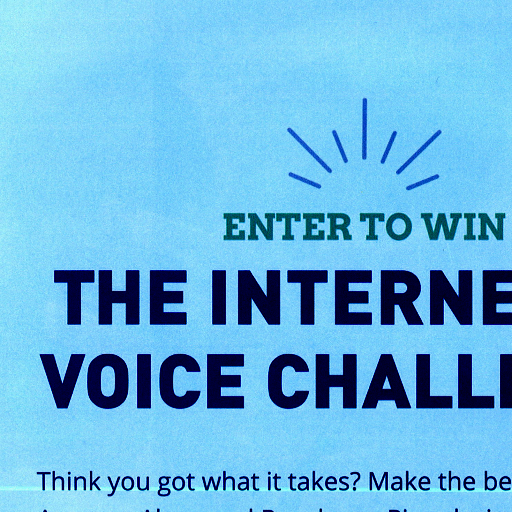 ENTER TO WIN
THE INTERNE
VOICE CHALL
Think you got what it takes? Make the be